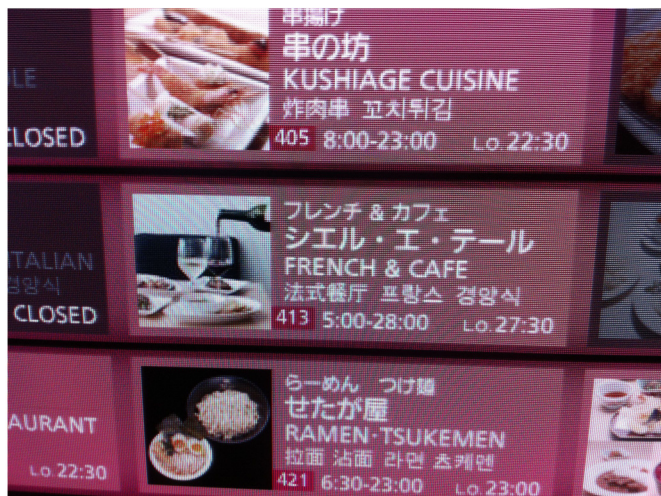 串揚げ
串の坊
KUSHIAGE CUISINE
炸肉串 꼬치튀김
405 8:00-23:00 L.O.22:30
CLOSED
フレンチ & カフェ
シエル・エ・テール
FRENCH & CAFE
法式餐厅 프랑스 경양식
413 5:00-28:00 L.O.27:30
ITALIAN
경양식
CLOSED
らーめん つけ麺
せたが屋
RAMEN・TSUKEMEN
拉面 沾面 라멘 츠케멘
421 6:30-23:00 L.O.23:00
L.O.22:30